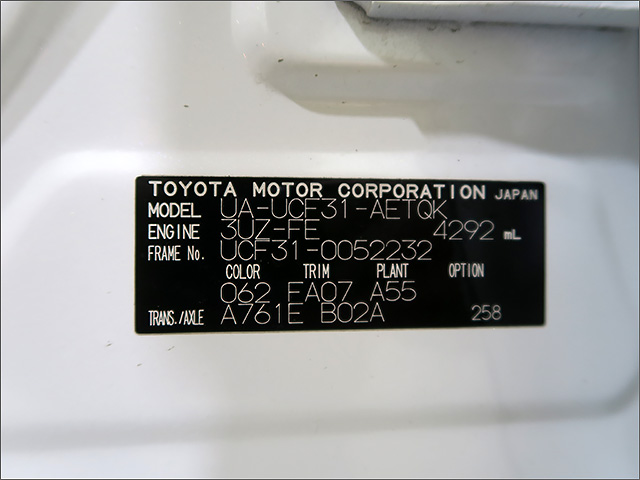 TOYOTA MOTOR CORPORATION JAPAN
MODEL UA-UCF31-AETQK
ENGINE 3UZ-FE 4292 mL
FRAME No. UCF31-0052232
COLOR TRIM PLANT OPTION
062 FA07 A55
TRANS./AXLE A761E B02A 258